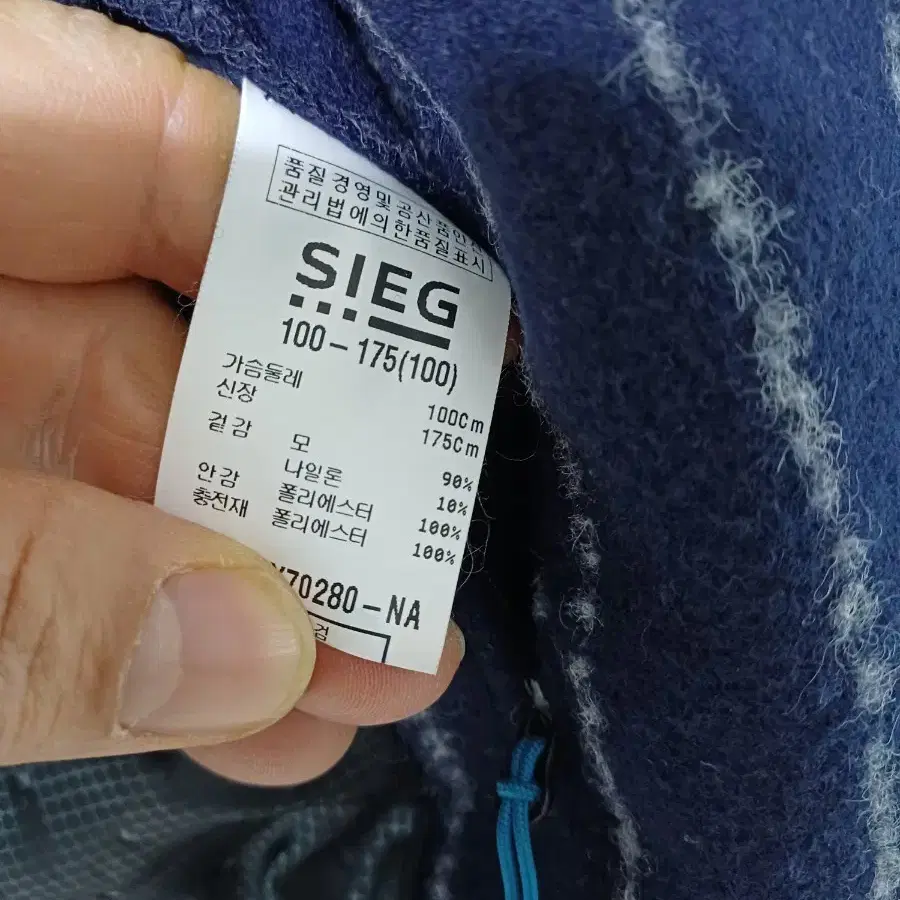 품질경영및공산품안전
관리법에의한품질표시
SIEG
100-175(100)
가슴둘레 100Cm
신장 175Cm
겉감 모 90%
나일론 10%
안감 폴리에스터 100%
충전재 폴리에스터 100%
Y70280-NA
검